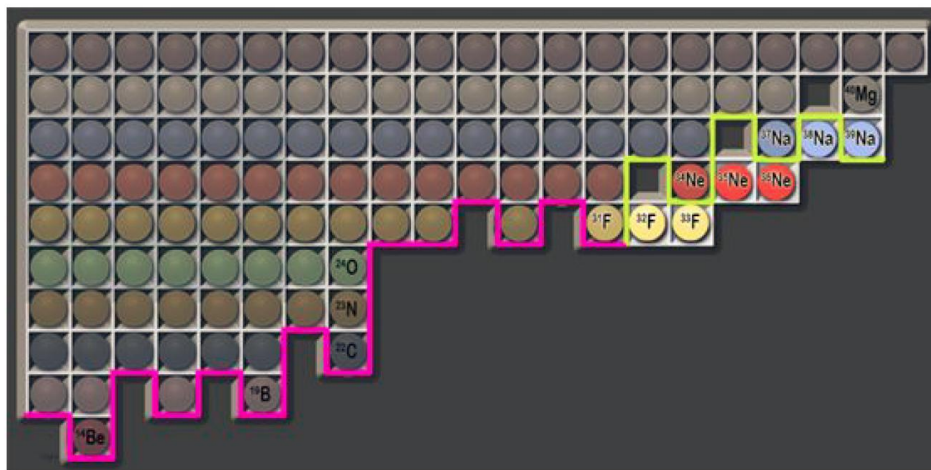 ⁴⁰Mg
³⁷Na ³⁸Na ³⁹Na
³⁴Ne ³⁵Ne ³⁶Ne
³¹F ³²F ³³F
²⁴O
²³N
²²C
¹⁹B
¹⁴Be